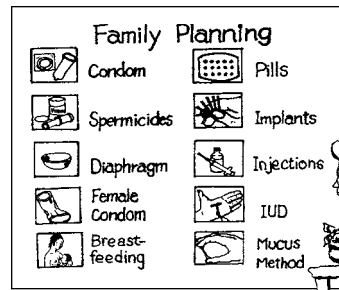 Family Planning
Condom
Pills
Spermicides
Implants
Diaphragm
Injections
Female
Condom
IUD
Breast-
feeding
Mucus
Method